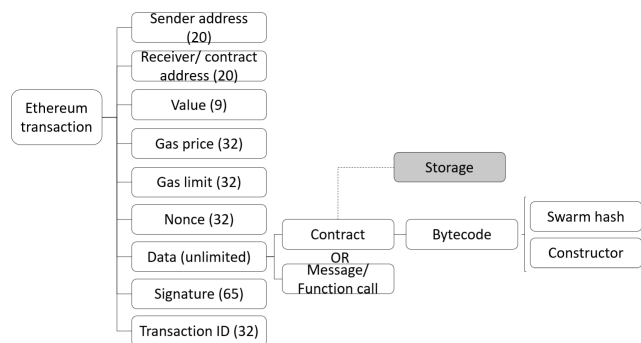 Sender address
(20)
Receiver/ contract
address (20)
Ethereum
transaction
Value (9)
Gas price (32)
Storage
Gas limit (32)
Swarm hash
Nonce (32)
Contract
Bytecode
Data (unlimited)
OR
Constructor
Message/
Function call
Signature (65)
Transaction ID (32)